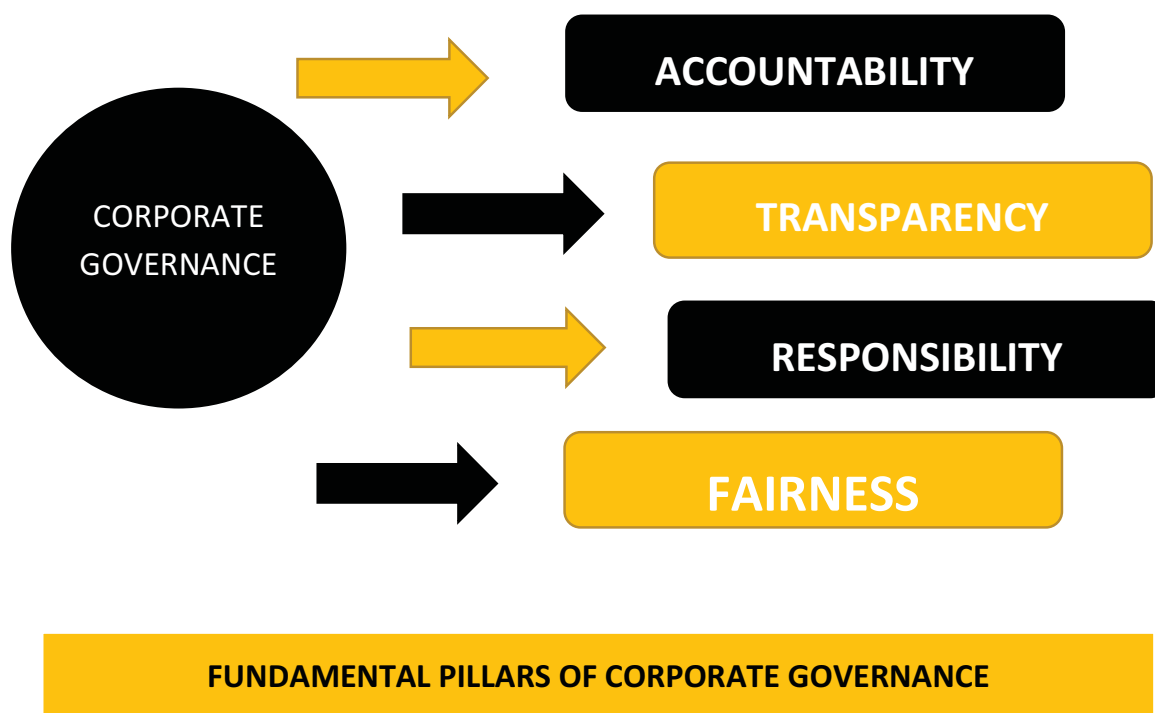 CORPORATE
GOVERNANCE
ACCOUNTABILITY
TRANSPARENCY
RESPONSIBILITY
FAIRNESS
FUNDAMENTAL PILLARS OF CORPORATE GOVERNANCE